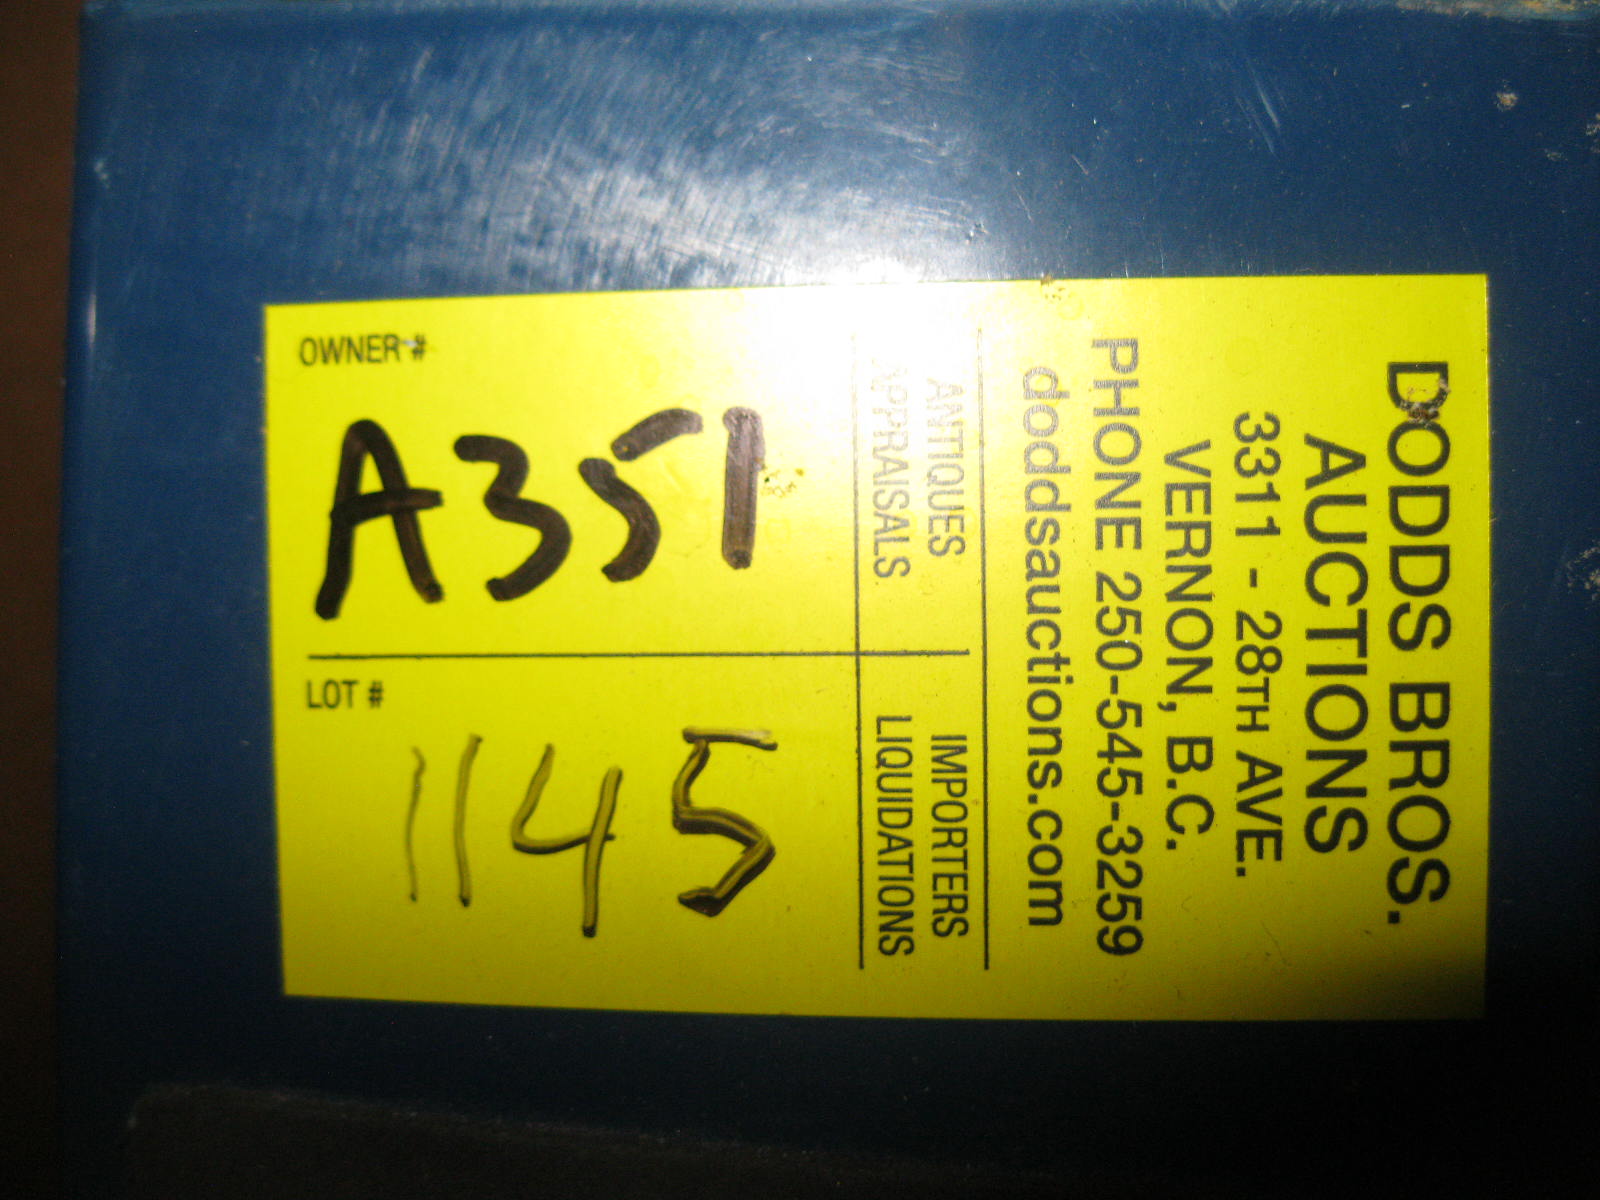 DODDS BROS.
AUCTIONS
3311 - 28TH AVE.
VERNON, B.C.
PHONE 250-545-3259
doddsauctions.com
ANTIQUES
APPRAISALS
IMPORTERS
LIQUIDATIONS
OWNER #
A351
LOT #
1145